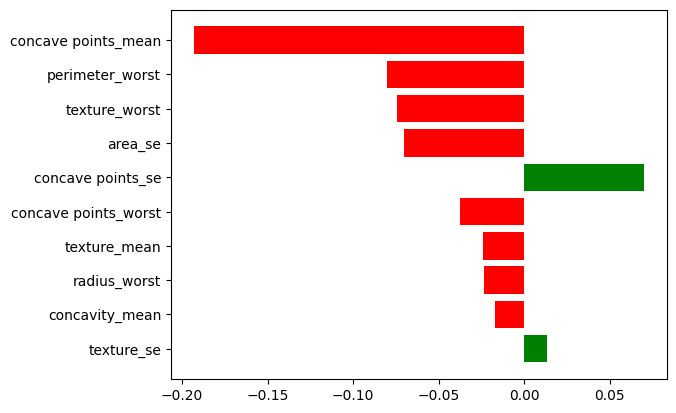 concave points_mean
perimeter_worst
texture_worst
area_se
concave points_se
concave points_worst
texture_mean
radius_worst
concavity_mean
texture_se
−0.20 −0.15 −0.10 −0.05 0.00 0.05